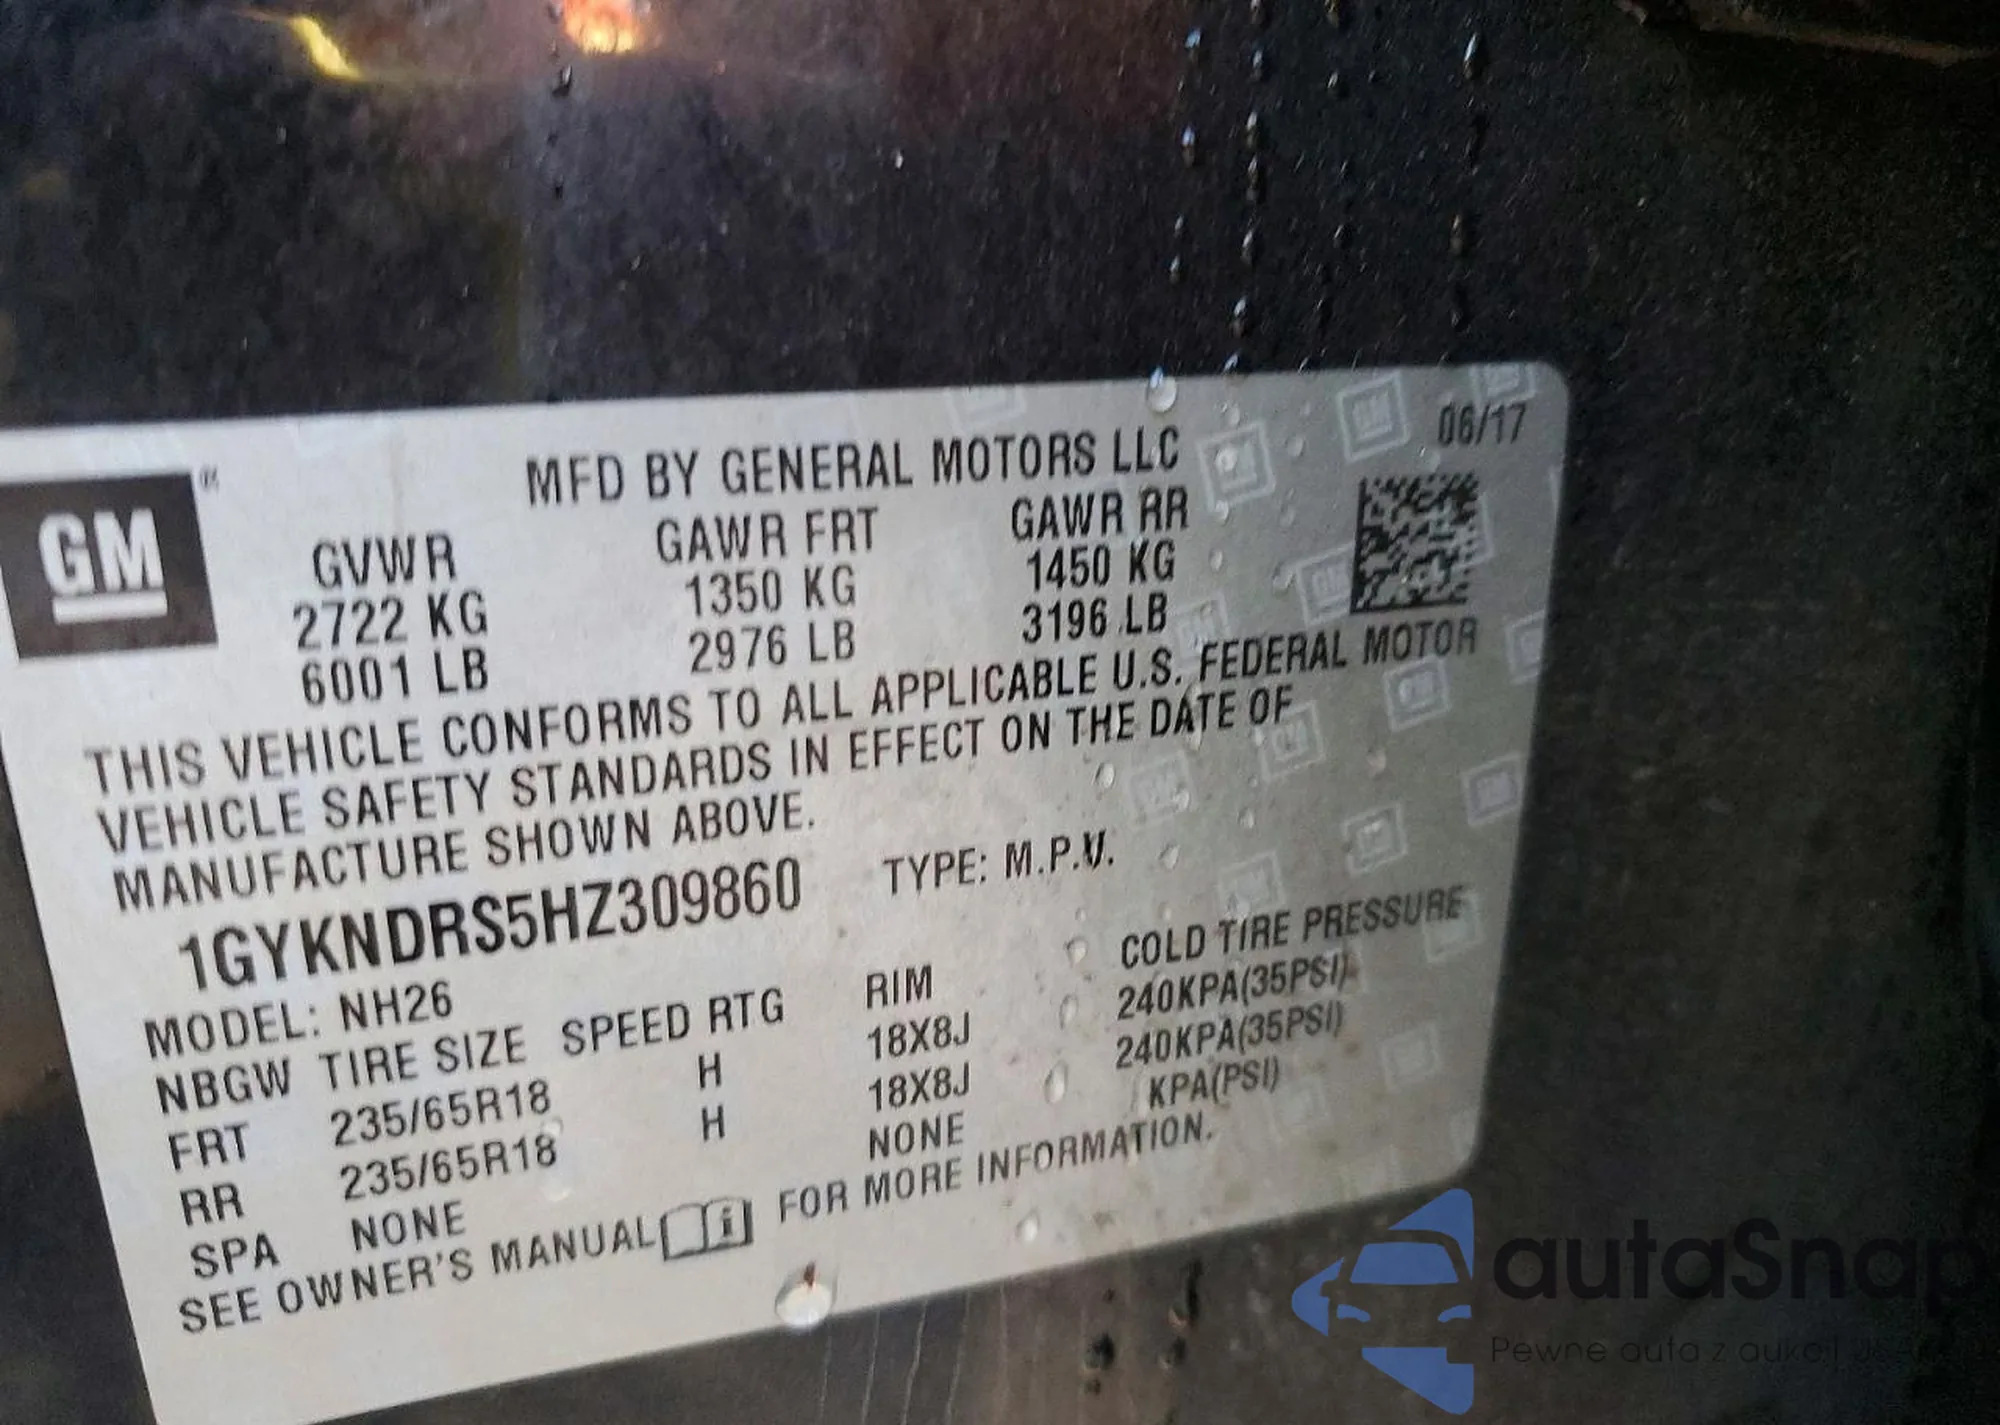 06/17
MFD BY GENERAL MOTORS LLC
GM ®
GVWR GAWR FRT GAWR RR
2722 KG 1350 KG 1450 KG
6001 LB 2976 LB 3196 LB
THIS VEHICLE CONFORMS TO ALL APPLICABLE U.S. FEDERAL MOTOR
VEHICLE SAFETY STANDARDS IN EFFECT ON THE DATE OF
MANUFACTURE SHOWN ABOVE.
1GYKNDRS5HZ309860 TYPE: M.P.V.
MODEL: NH26
NBGW TIRE SIZE SPEED RTG RIM COLD TIRE PRESSURE
FRT 235/65R18 H 18X8J 240KPA(35PSI)
RR 235/65R18 H 18X8J 240KPA(35PSI)
SPA NONE NONE KPA(PSI)
SEE OWNER'S MANUAL FOR MORE INFORMATION.
autaSnap
Pewne auta z aukcji